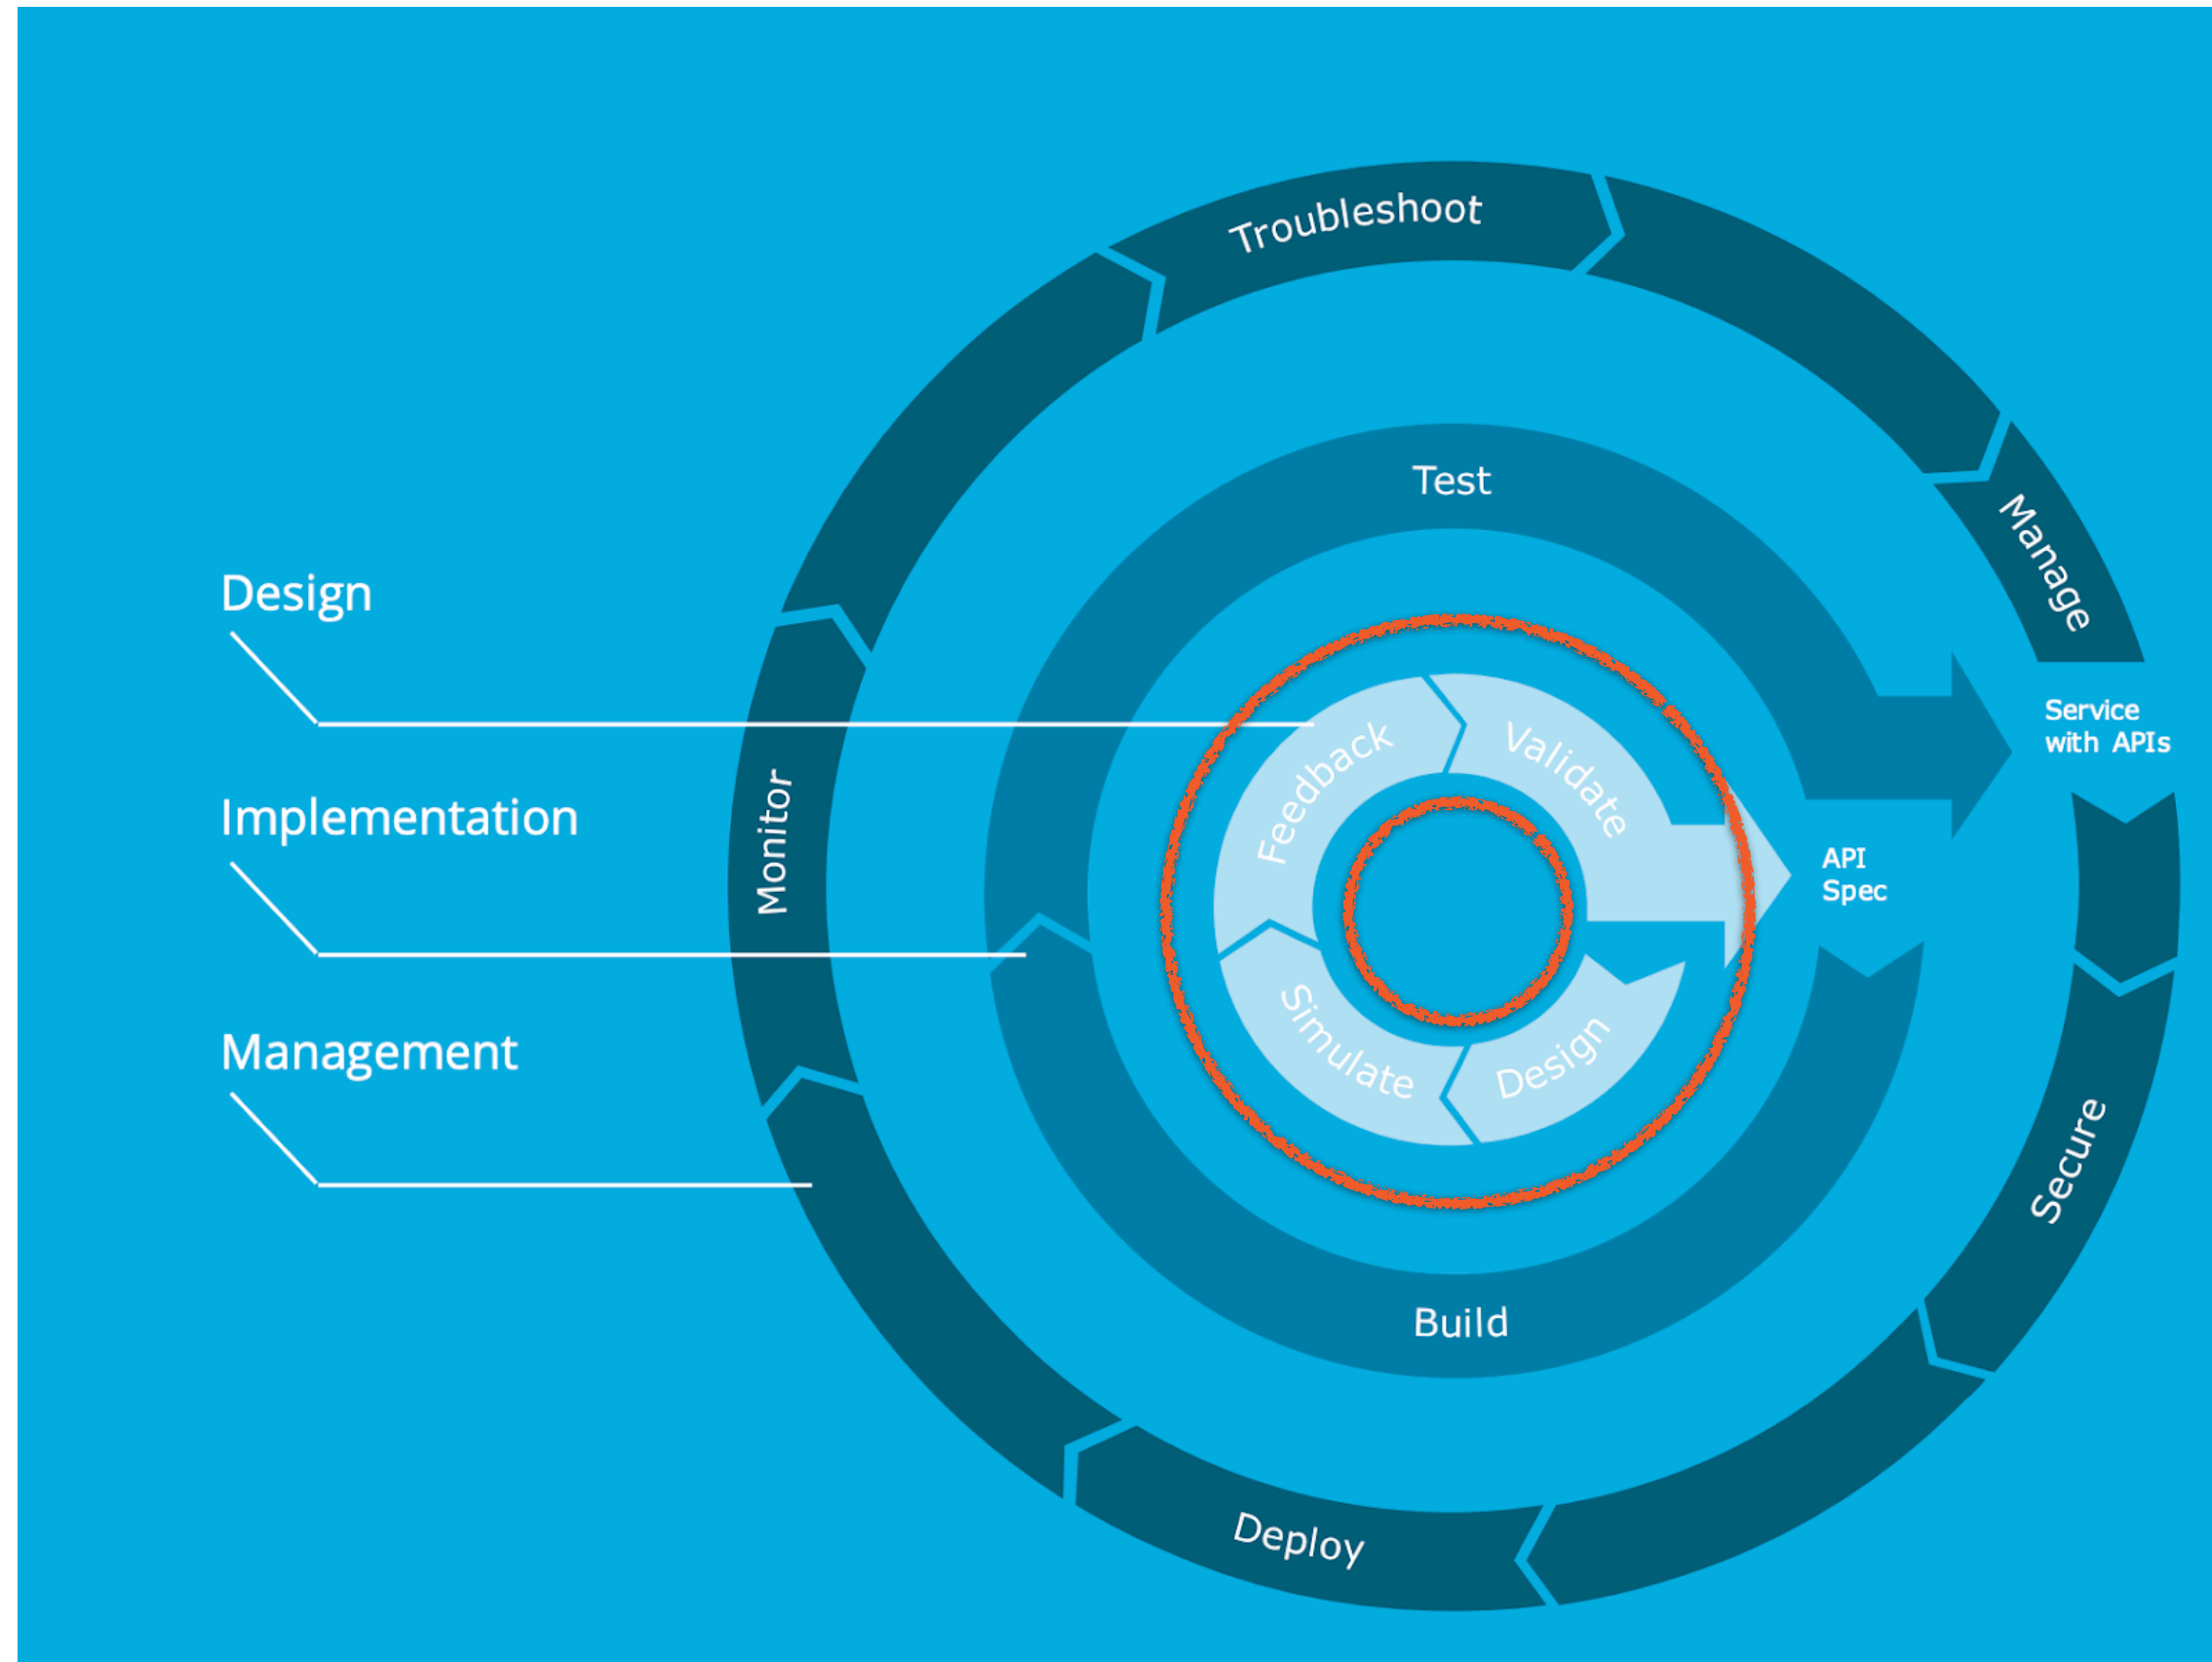 Troubleshoot
Manage
Test
Design
Service
with APIs
Feedback
Validate
Implementation
Monitor
API
Spec
Simulate
Design
Management
Secure
Build
Deploy